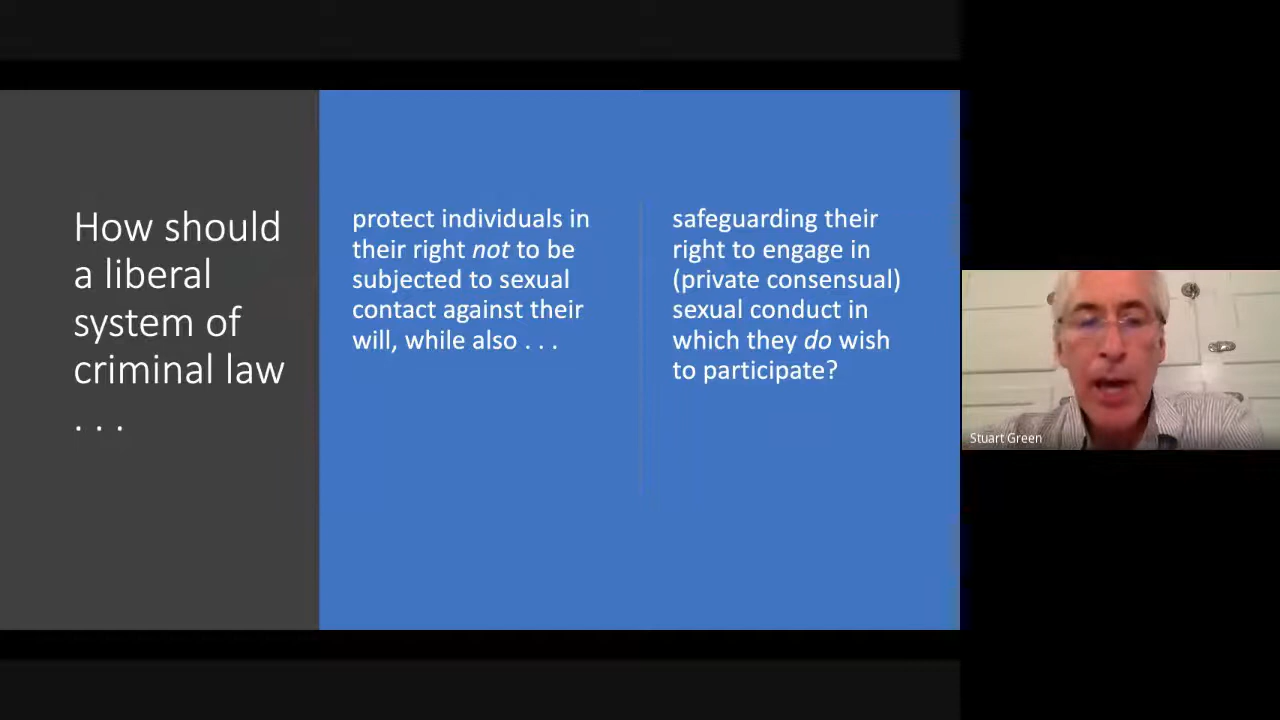 How should
a liberal
system of
criminal law
. . .
protect individuals in
their right not to be
subjected to sexual
contact against their
will, while also . . .
safeguarding their
right to engage in
(private consensual)
sexual conduct in
which they do wish
to participate?
Stuart Green